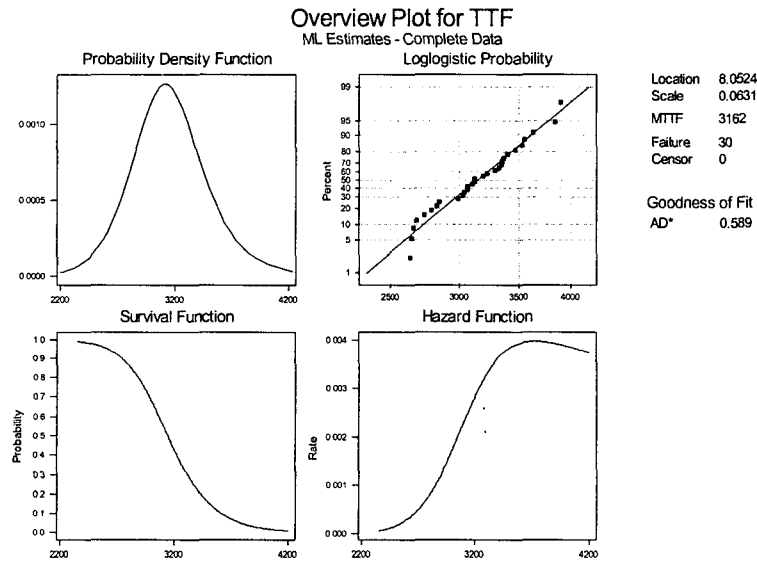 Overview Plot for TTF
ML Estimates - Complete Data
Probability Density Function
0.0010
0.0005
0.0000
2200 3200 4200
Loglogistic Probability
Percent
99
95
90
80
70
60
50
40
30
20
10
5
1
2500 3000 3500 4000
Location 8.0524
Scale 0.0631
MTTF 3162
Failure 30
Censor 0
Goodness of Fit
AD* 0.589
Survival Function
Probability
1.0
0.9
0.8
0.7
0.6
0.5
0.4
0.3
0.2
0.1
0.0
2200 3200 4200
Hazard Function
Rate
0.004
0.003
0.002
0.001
0.000
2200 3200 4200